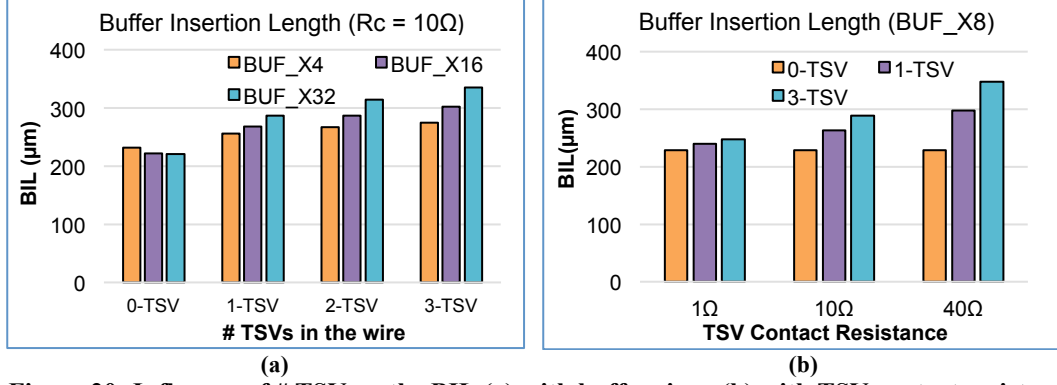 Buffer Insertion Length (Rc = 10Ω)
400
300
200
100
0
BIL (µm)
BUF_X4 BUF_X16
BUF_X32
0-TSV 1-TSV 2-TSV 3-TSV
# TSVs in the wire
(a)
Buffer Insertion Length (BUF_X8)
400
300
200
100
0
BIL(µm)
0-TSV 1-TSV
3-TSV
1Ω 10Ω 40Ω
TSV Contact Resistance
(b)